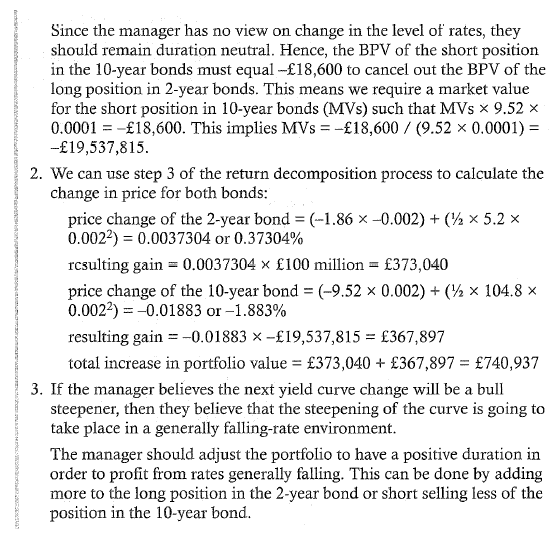 Since the manager has no view on change in the level of rates, they
should remain duration neutral. Hence, the BPV of the short position
in the 10-year bonds must equal –£18,600 to cancel out the BPV of the
long position in 2-year bonds. This means we require a market value
for the short position in 10-year bonds (MVs) such that MVs × 9.52 ×
0.0001 = –£18,600. This implies MVs = –£18,600 / (9.52 × 0.0001) =
–£19,537,815.
2. We can use step 3 of the return decomposition process to calculate the
change in price for both bonds:
price change of the 2-year bond = (–1.86 × –0.002) + (½ × 5.2 ×
0.002²) = 0.0037304 or 0.37304%
resulting gain = 0.0037304 × £100 million = £373,040
price change of the 10-year bond = (–9.52 × 0.002) + (½ × 104.8 ×
0.002²) = –0.01883 or –1.883%
resulting gain = –0.01883 × –£19,537,815 = £367,897
total increase in portfolio value = £373,040 + £367,897 = £740,937
3. If the manager believes the next yield curve change will be a bull
steepener, then they believe that the steepening of the curve is going to
take place in a generally falling-rate environment.
The manager should adjust the portfolio to have a positive duration in
order to profit from rates generally falling. This can be done by adding
more to the long position in the 2-year bond or short selling less of the
position in the 10-year bond.